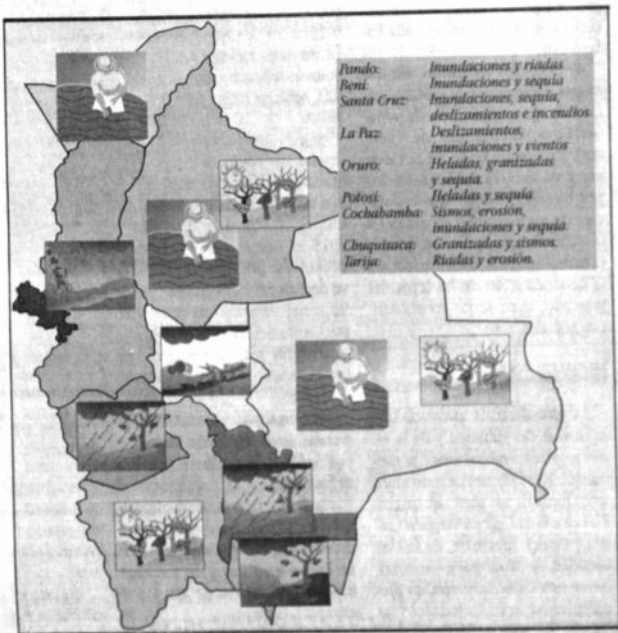 Pando: Inundaciones y riadas
Beni: Inundaciones y sequía
Santa Cruz: Inundaciones, sequía,
deslizamientos e incendios
La Paz: Deslizamientos,
inundaciones y vientos
Oruro: Heladas, granizadas
y sequía.
Potosí: Heladas y sequía
Cochabamba: Sismos, erosión,
inundaciones y sequía.
Chuquisaca: Granizadas y sismos.
Tarija: Riadas y erosión.